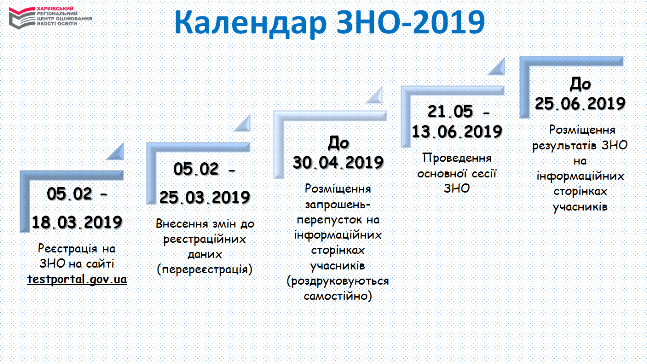 ХАРКІВСЬКИЙ
РЕГІОНАЛЬНИЙ
ЦЕНТР ОЦІНЮВАННЯ
ЯКОСТІ ОСВІТИ
Календар ЗНО-2019
05.02 -
18.03.2019
Реєстрація на
ЗНО на сайті
testportal.gov.ua
05.02 -
25.03.2019
Внесення змін до
реєстраційних
даних
(перереєстрація)
До
30.04.2019
Розміщення
запрошень-
перепусток на
інформаційних
сторінках
учасників
(роздруковуються
самостійно)
21.05 -
13.06.2019
Проведення
основної сесії
ЗНО
До
25.06.2019
Розміщення
результатів ЗНО
на
інформаційних
сторінках
учасників